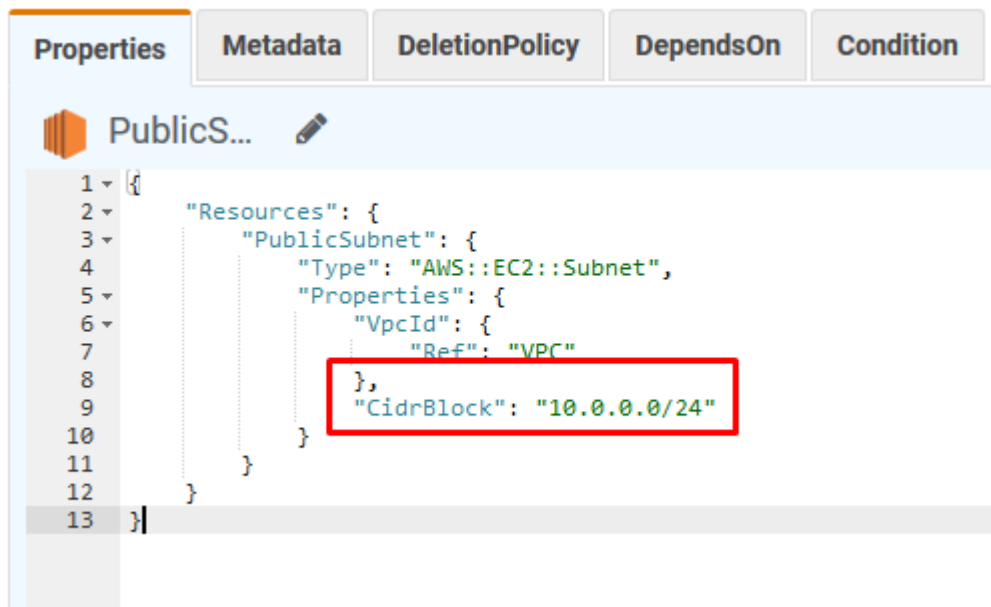 Properties Metadata DeletionPolicy DependsOn Condition
PublicS...
1 {
2 "Resources": {
3 "PublicSubnet": {
4 "Type": "AWS::EC2::Subnet",
5 "Properties": {
6 "VpcId": {
7 "Ref": "VPC"
8 },
9 "CidrBlock": "10.0.0.0/24"
10 }
11 }
12 }
13 }